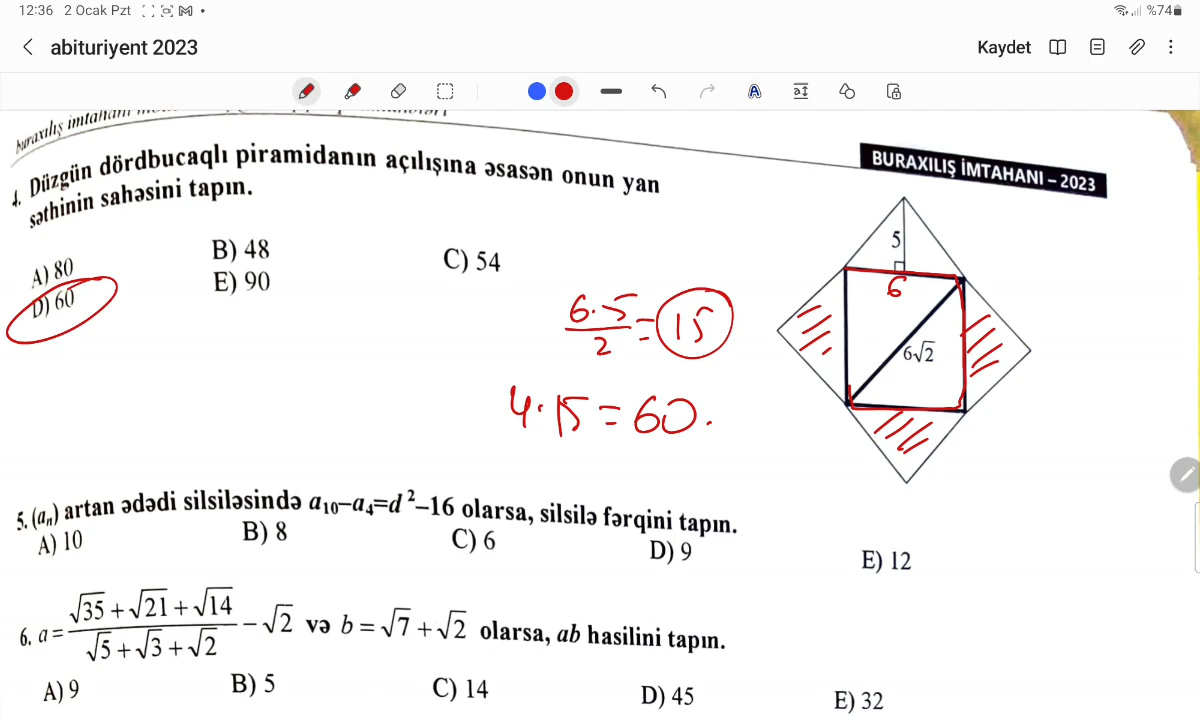 12:36 2 Ocak Pzt %74
abituriyent 2023
Kaydet
buraxılış imtahanı
BURAXILIŞ İMTAHANI – 2023
4. Düzgün dördbucaqlı piramidanın açılışına əsasən onun yan
səthinin sahəsini tapın.
A) 80 B) 48 C) 54
D) 60 E) 90
5
6
6√2
6·5/2 = 15
4·15 = 60.
5. (aₙ) artan ədədi silsiləsində a₁₀–a₄=d²–16 olarsa, silsilə fərqini tapın.
A) 10 B) 8 C) 6 D) 9 E) 12
6. a = (√35 + √21 + √14)/(√5 + √3 + √2) – √2 və b = √7 + √2 olarsa, ab hasilini tapın.
A) 9 B) 5 C) 14 D) 45 E) 32